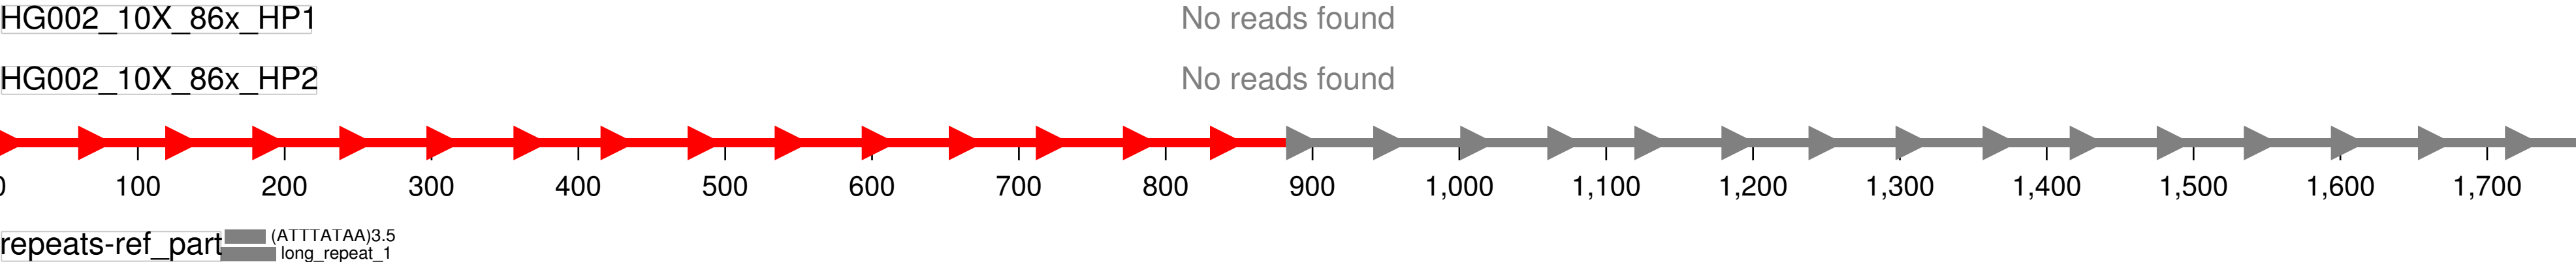 HG002_10X_86x_HP1 No reads found
HG002_10X_86x_HP2 No reads found
0 100 200 300 400 500 600 700 800 900 1,000 1,100 1,200 1,300 1,400 1,500 1,600 1,700
repeats-ref_part (ATTTATAA)3.5
long_repeat_1